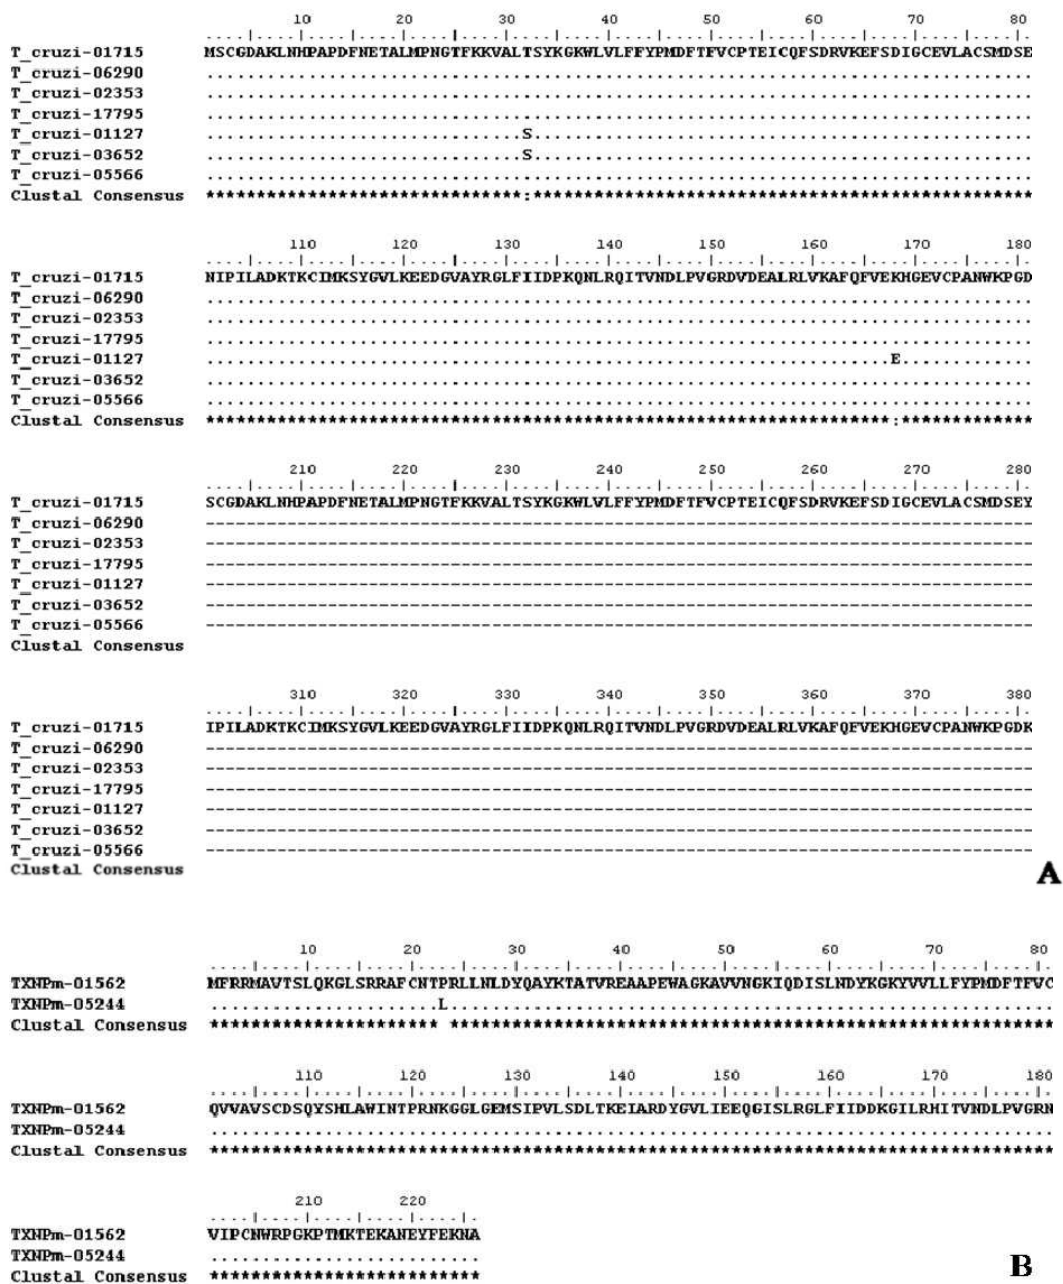 10 20 30 40 50 60 70 80
T_cruzi-01715 MSCGDAKLNHPAPDFNETALMPNGTFKKVALTSYKGKWLVLFFYPMDFTFVCPTEICQFSDRVKEFSDIGCEVLACSMDSE
T_cruzi-06290 .................................................................................
T_cruzi-02353 .................................................................................
T_cruzi-17795 .................................................................................
T_cruzi-01127 ...............................S.................................................
T_cruzi-03652 ...............................S.................................................
T_cruzi-05566 .................................................................................
Clustal Consensus *******************************:*************************************************
110 120 130 140 150 160 170 180
T_cruzi-01715 NIPILADKTKCIMKSYGVLKEEDGVAYRGLFIIDPKQNLRQITVNDLPVGRDVDEALRLVKAFQFVEKHGEVCPANWKPGD
T_cruzi-06290 .................................................................................
T_cruzi-02353 .................................................................................
T_cruzi-17795 .................................................................................
T_cruzi-01127 ...................................................................E.............
T_cruzi-03652 .................................................................................
T_cruzi-05566 .................................................................................
Clustal Consensus *******************************************************************:*************
210 220 230 240 250 260 270 280
T_cruzi-01715 SCGDAKLNHPAPDFNETALMPNGTFKKVALTSYKGKWLVLFFYPMDFTFVCPTEICQFSDRVKEFSDIGCEVLACSMDSEY
T_cruzi-06290 ---------------------------------------------------------------------------------
T_cruzi-02353 ---------------------------------------------------------------------------------
T_cruzi-17795 ---------------------------------------------------------------------------------
T_cruzi-01127 ---------------------------------------------------------------------------------
T_cruzi-03652 ---------------------------------------------------------------------------------
T_cruzi-05566 ---------------------------------------------------------------------------------
Clustal Consensus
310 320 330 340 350 360 370 380
T_cruzi-01715 IPILADKTKCIMKSYGVLKEEDGVAYRGLFIIDPKQNLRQITVNDLPVGRDVDEALRLVKAFQFVEKHGEVCPANWKPGDK
T_cruzi-06290 ---------------------------------------------------------------------------------
T_cruzi-02353 ---------------------------------------------------------------------------------
T_cruzi-17795 ---------------------------------------------------------------------------------
T_cruzi-01127 ---------------------------------------------------------------------------------
T_cruzi-03652 ---------------------------------------------------------------------------------
T_cruzi-05566 ---------------------------------------------------------------------------------
Clustal Consensus
A
10 20 30 40 50 60 70 80
TXNPm-01562 MFRRMAVTSLQKGLSRRAFCNTPRLLNLDYQAYKTATVREAAPEWAGKAVVNGKIQDISLNDYKGKYVVLLFYPMDFTFVC
TXNPm-05244 ......................L..........................................................
Clustal Consensus ********************** **********************************************************
110 120 130 140 150 160 170 180
TXNPm-01562 QVVAVSCDSQYSHLAWINTPRNKGGLGEMSIPVLSDLTKEIARDYGVLIEEQGISLRGLFIIDDKGILRHITVNDLPVGRN
TXNPm-05244 .................................................................................
Clustal Consensus *********************************************************************************
210 220
TXNPm-01562 VIPCNWRPGKPTMKTEKANEYFEKNA
TXNPm-05244 ..........................
Clustal Consensus **************************
B